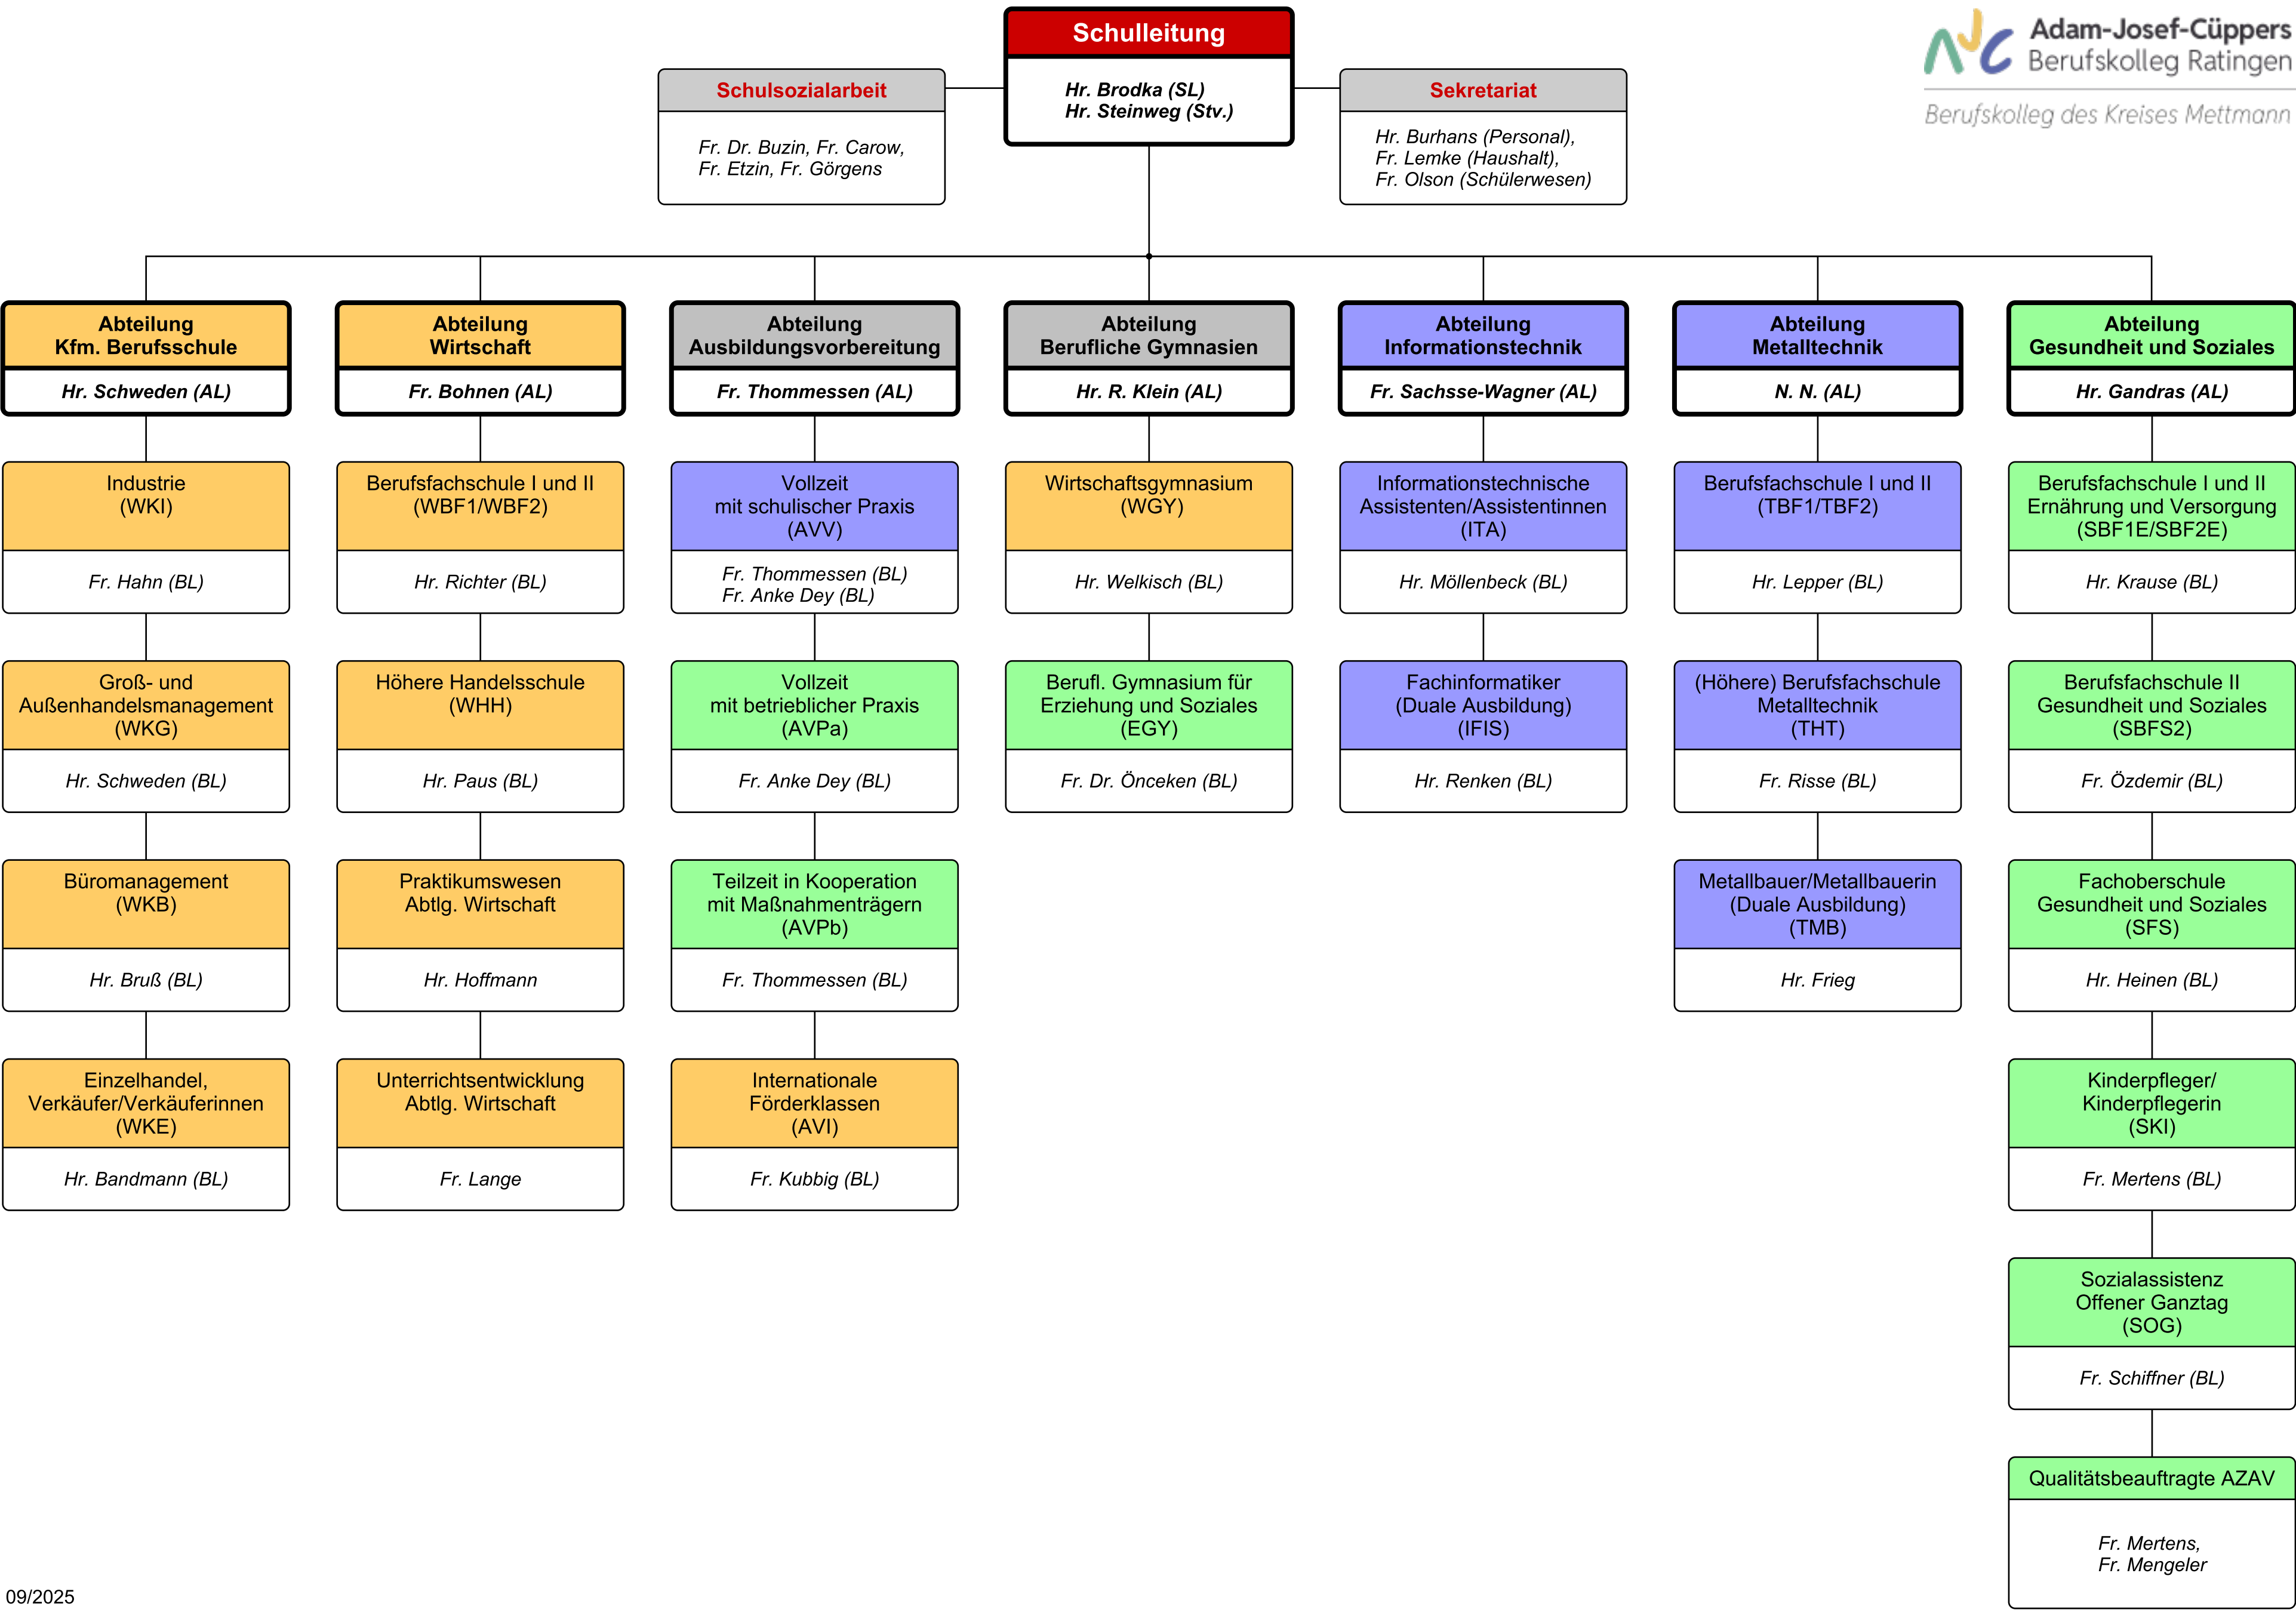 Schulleitung
Hr. Brodka (SL)
Hr. Steinweg (Stv.)
Schulsozialarbeit
Fr. Dr. Buzin, Fr. Carow,
Fr. Etzin, Fr. Görgens
Sekretariat
Hr. Burhans (Personal),
Fr. Lemke (Haushalt),
Fr. Olson (Schülerwesen)
Adam-Josef-Cüppers
Berufskolleg Ratingen
Berufskolleg des Kreises Mettmann
Abteilung
Kfm. Berufsschule
Hr. Schweden (AL)
Industrie
(WKI)
Fr. Hahn (BL)
Groß- und
Außenhandelsmanagement
(WKG)
Hr. Schweden (BL)
Büromanagement
(WKB)
Hr. Bruß (BL)
Einzelhandel,
Verkäufer/Verkäuferinnen
(WKE)
Hr. Bandmann (BL)
Abteilung
Wirtschaft
Fr. Bohnen (AL)
Berufsfachschule I und II
(WBF1/WBF2)
Hr. Richter (BL)
Höhere Handelsschule
(WHH)
Hr. Paus (BL)
Praktikumswesen
Abtlg. Wirtschaft
Hr. Hoffmann
Unterrichtsentwicklung
Abtlg. Wirtschaft
Fr. Lange
Abteilung
Ausbildungsvorbereitung
Fr. Thommessen (AL)
Vollzeit
mit schulischer Praxis
(AVV)
Fr. Thommessen (BL)
Fr. Anke Dey (BL)
Vollzeit
mit betrieblicher Praxis
(AVPa)
Fr. Anke Dey (BL)
Teilzeit in Kooperation
mit Maßnahmenträgern
(AVPb)
Fr. Thommessen (BL)
Internationale
Förderklassen
(AVI)
Fr. Kubbig (BL)
Abteilung
Berufliche Gymnasien
Hr. R. Klein (AL)
Wirtschaftsgymnasium
(WGY)
Hr. Welkisch (BL)
Berufl. Gymnasium für
Erziehung und Soziales
(EGY)
Fr. Dr. Önceken (BL)
Abteilung
Informationstechnik
Fr. Sachsse-Wagner (AL)
Informationstechnische
Assistenten/Assistentinnen
(ITA)
Hr. Möllenbeck (BL)
Fachinformatiker
(Duale Ausbildung)
(IFIS)
Hr. Renken (BL)
Abteilung
Metalltechnik
N. N. (AL)
Berufsfachschule I und II
(TBF1/TBF2)
Hr. Lepper (BL)
(Höhere) Berufsfachschule
Metalltechnik
(THT)
Fr. Risse (BL)
Metallbauer/Metallbauerin
(Duale Ausbildung)
(TMB)
Hr. Frieg
Abteilung
Gesundheit und Soziales
Hr. Gandras (AL)
Berufsfachschule I und II
Ernährung und Versorgung
(SBF1E/SBF2E)
Hr. Krause (BL)
Berufsfachschule II
Gesundheit und Soziales
(SBFS2)
Fr. Özdemir (BL)
Fachoberschule
Gesundheit und Soziales
(SFS)
Hr. Heinen (BL)
Kinderpfleger/
Kinderpflegerin
(SKI)
Fr. Mertens (BL)
Sozialassistenz
Offener Ganztag
(SOG)
Fr. Schiffner (BL)
Qualitätsbeauftragte AZAV
Fr. Mertens,
Fr. Mengeler
09/2025